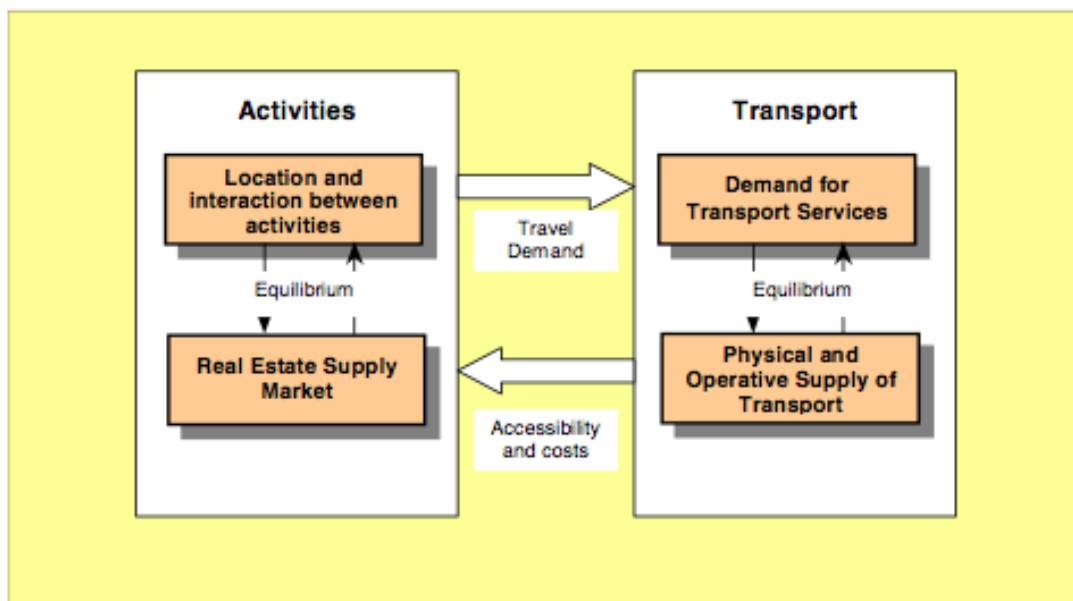 Activities
Location and
interaction between
activities
Equilibrium
Real Estate Supply
Market
Travel
Demand
Accessibility
and costs
Transport
Demand for
Transport Services
Equilibrium
Physical and
Operative Supply of
Transport